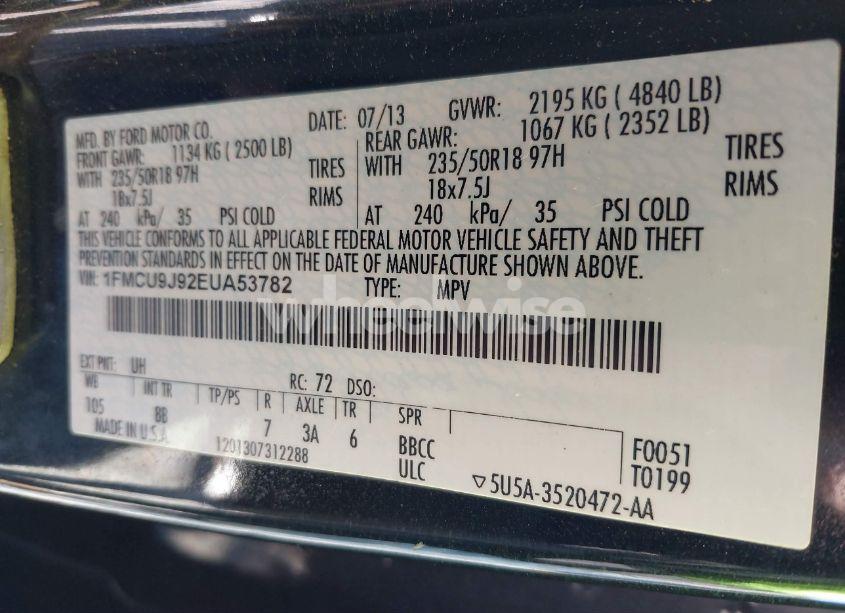 MFD. BY FORD MOTOR CO.
DATE: 07/13 GVWR: 2195 KG ( 4840 LB)
FRONT GAWR: 1134 KG ( 2500 LB)
WITH 235/50R18 97H TIRES
18x7.5J RIMS
AT 240 kPa/ 35 PSI COLD
REAR GAWR: 1067 KG ( 2352 LB)
WITH 235/50R18 97H TIRES
18x7.5J RIMS
AT 240 kPa/ 35 PSI COLD
THIS VEHICLE CONFORMS TO ALL APPLICABLE FEDERAL MOTOR VEHICLE SAFETY AND THEFT
PREVENTION STANDARDS IN EFFECT ON THE DATE OF MANUFACTURE SHOWN ABOVE.
VIN: 1FMCU9J92EUA53782 TYPE: MPV
wheelwise
EXT PNT: UH RC: 72 DSO:
WB INT TR TP/PS R AXLE TR SPR
105 BB 7 3A 6 BBCC F0051
MADE IN U.S.A. 1201307312288 ULC T0199
▽5U5A-3520472-AA